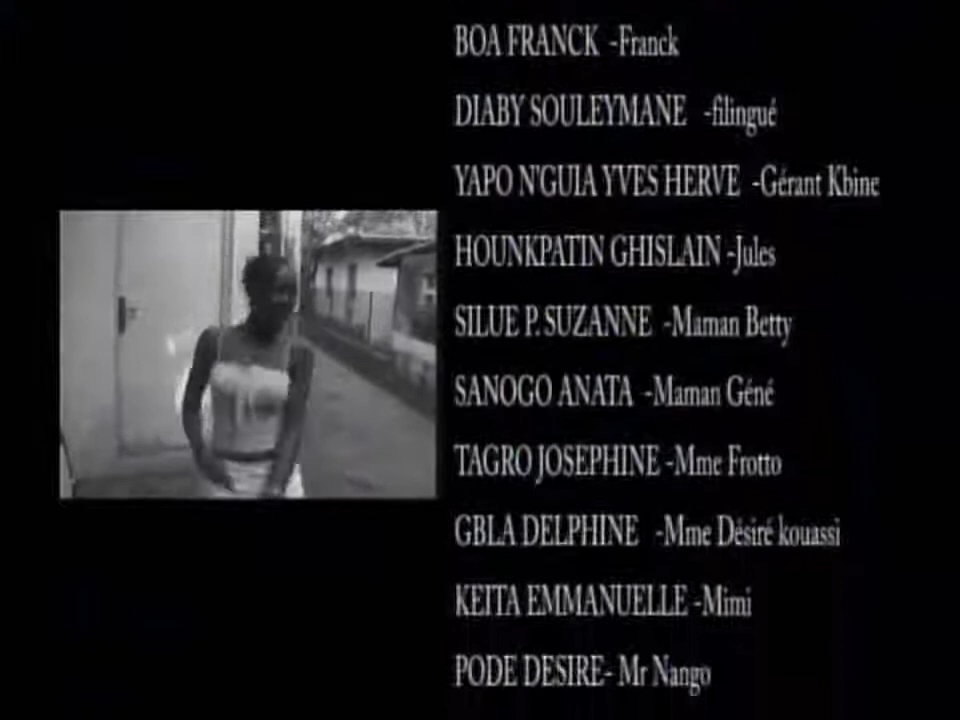 BOA FRANCK -Franck
DIABY SOULEYMANE -filingué
YAPO N'GUIA YVES HERVE -Gérant Kbine
HOUNKPATIN GHISLAIN -Jules
SILUE P. SUZANNE -Maman Betty
SANOGO ANATA -Maman Géné
TAGRO JOSEPHINE -Mme Frotto
GBLA DELPHINE -Mme Désiré kouassi
KEITA EMMANUELLE -Mimi
PODE DESIRE- Mr Nango